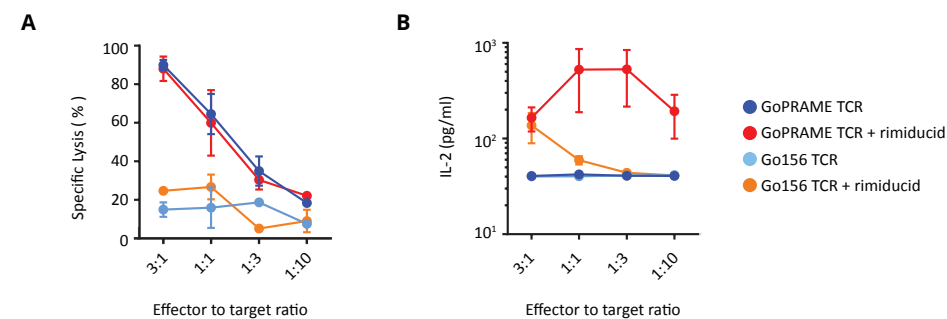 A
Specific Lysis ( % )
100
80
60
40
20
0
3:1
1:1
1:3
1:10
Effector to target ratio
B
IL-2 (pg/ml)
10³
10²
10¹
3:1
1:1
1:3
1:10
Effector to target ratio
GoPRAME TCR
GoPRAME TCR + rimiducid
Go156 TCR
Go156 TCR + rimiducid